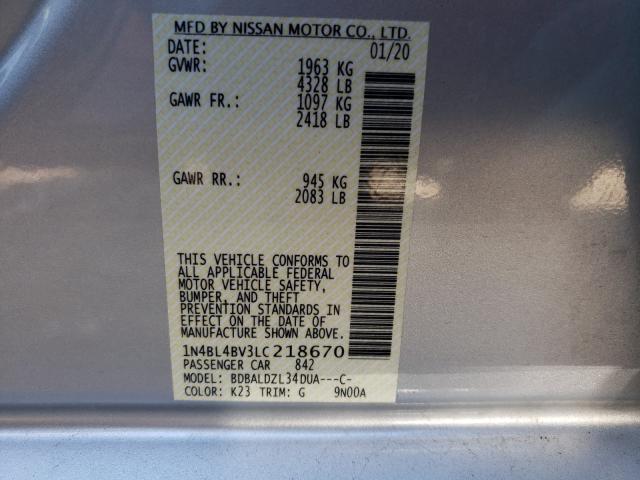 MFD BY NISSAN MOTOR CO., LTD.
DATE: 01/20
GVWR: 1963 KG
4328 LB
GAWR FR.: 1097 KG
2418 LB
GAWR RR.: 945 KG
2083 LB
THIS VEHICLE CONFORMS TO
ALL APPLICABLE FEDERAL
MOTOR VEHICLE SAFETY,
BUMPER, AND THEFT
PREVENTION STANDARDS IN
EFFECT ON THE DATE OF
MANUFACTURE SHOWN ABOVE.
1N4BL4BV3LC218670
PASSENGER CAR 842
MODEL: BDBALDZL34DUA---C-
COLOR: K23 TRIM: G 9N00A